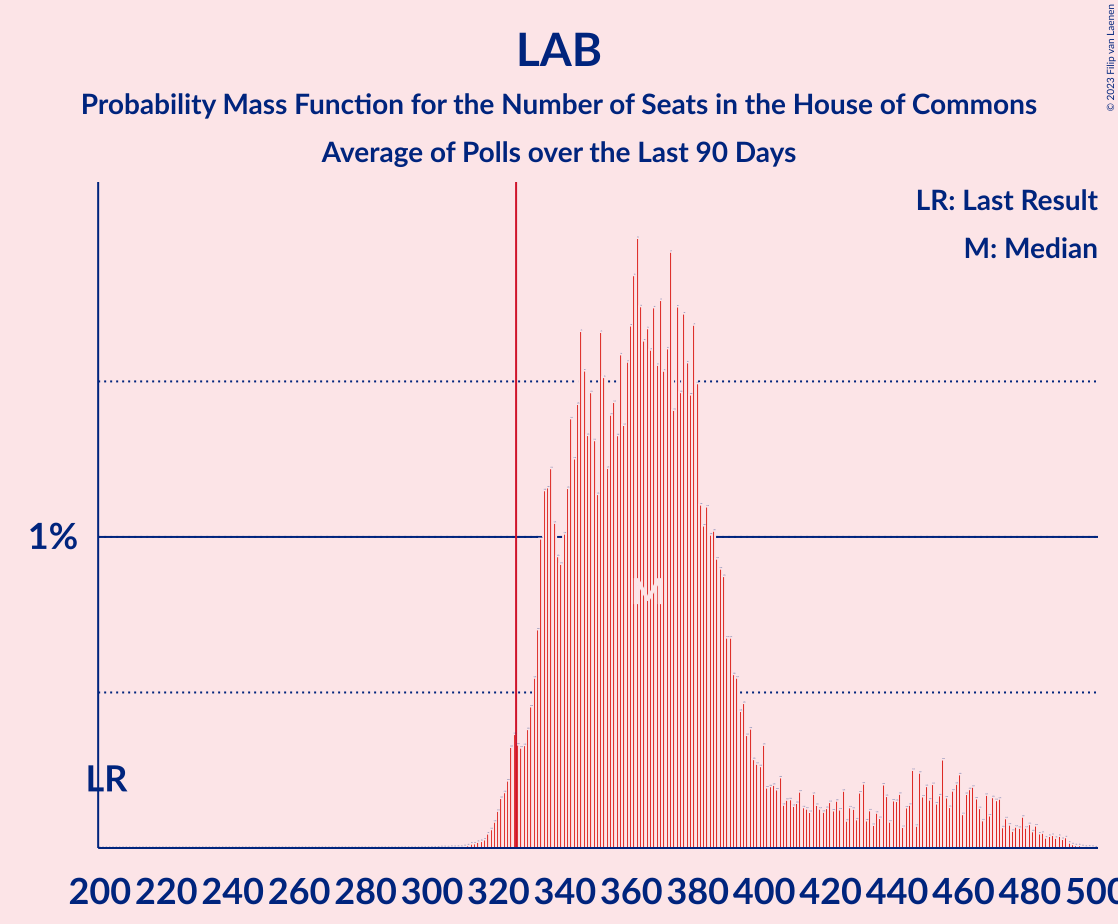 LAB
Probability Mass Function for the Number of Seats in the House of Commons
Average of Polls over the Last 90 Days
© 2023 Filip van Laenen
LR: Last Result
M: Median
1%
M
LR
200 220 240 260 280 300 320 340 360 380 400 420 440 460 480 500